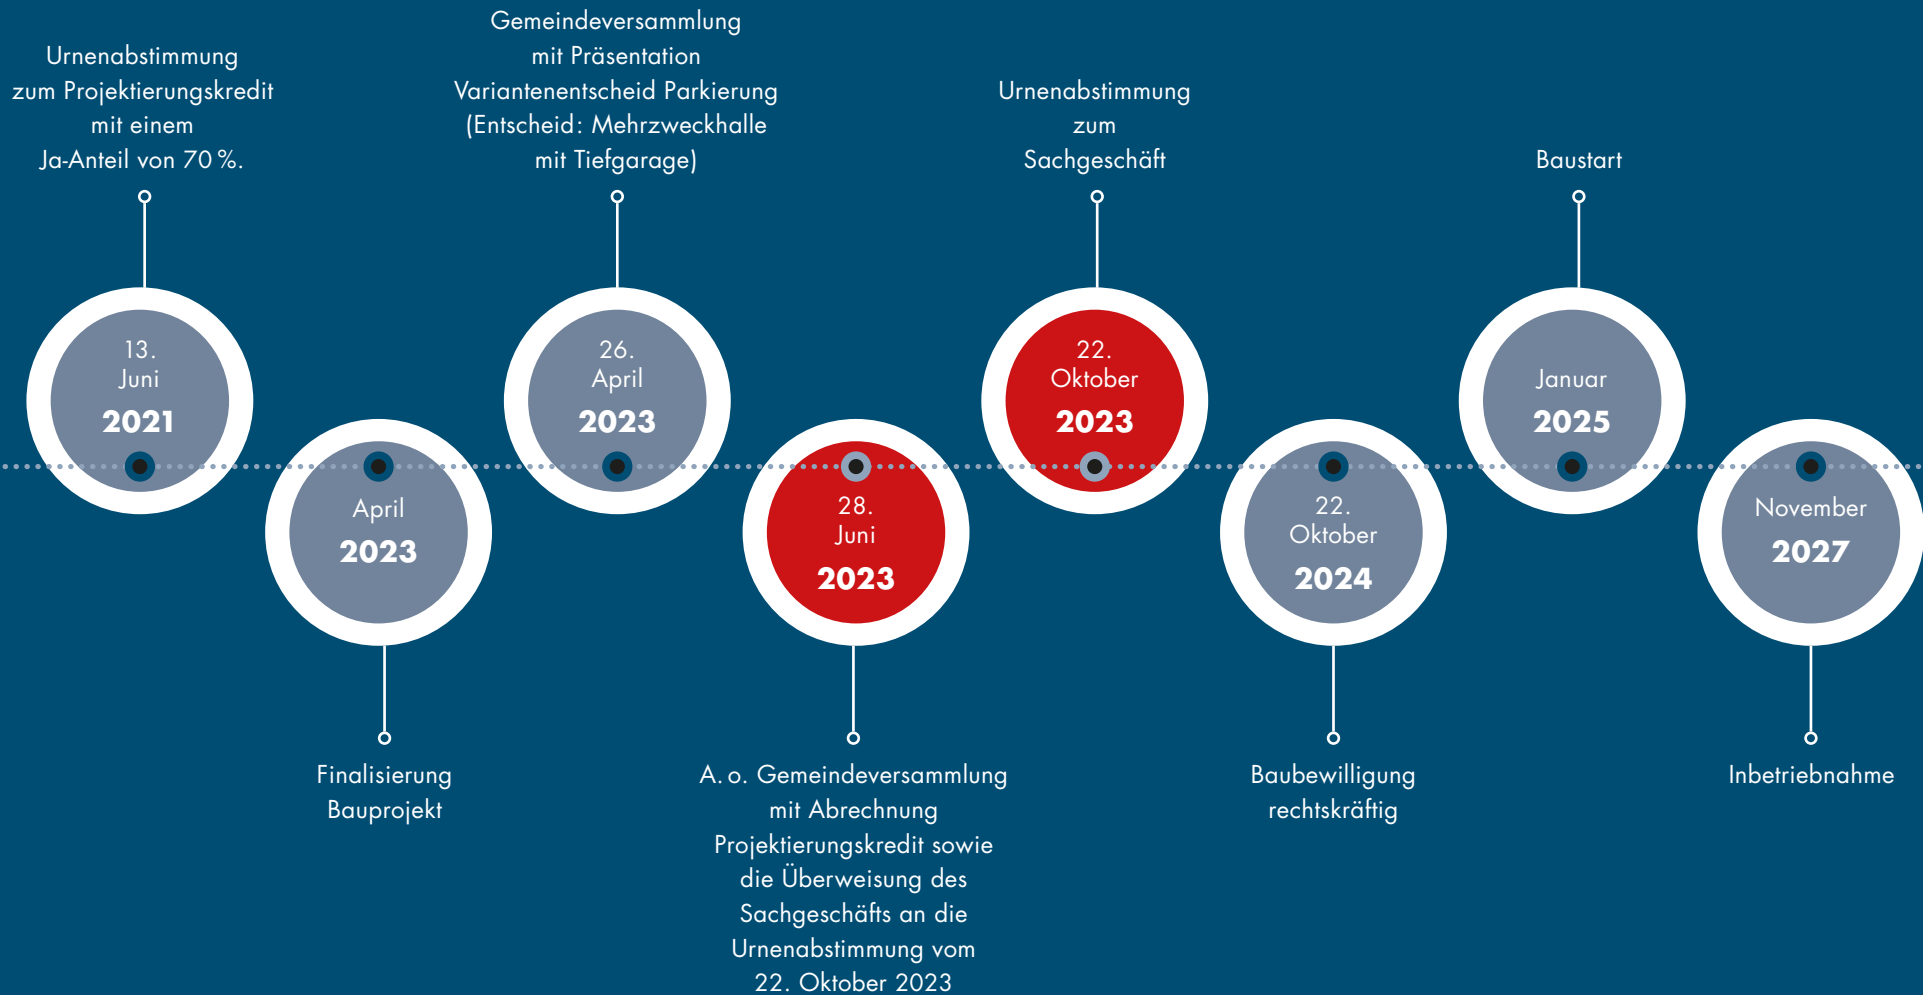 Urnenabstimmung
zum Projektierungskredit
mit einem
Ja-Anteil von 70 %.
13.
Juni
2021
April
2023
Finalisierung
Bauprojekt
Gemeindeversammlung
mit Präsentation
Variantenentscheid Parkierung
(Entscheid: Mehrzweckhalle
mit Tiefgarage)
26.
April
2023
28.
Juni
2023
A. o. Gemeindeversammlung
mit Abrechnung
Projektierungskredit sowie
die Überweisung des
Sachgeschäfts an die
Urnenabstimmung vom
22. Oktober 2023
Urnenabstimmung
zum
Sachgeschäft
22.
Oktober
2023
22.
Oktober
2024
Baubewilligung
rechtskräftig
Baustart
Januar
2025
November
2027
Inbetriebnahme